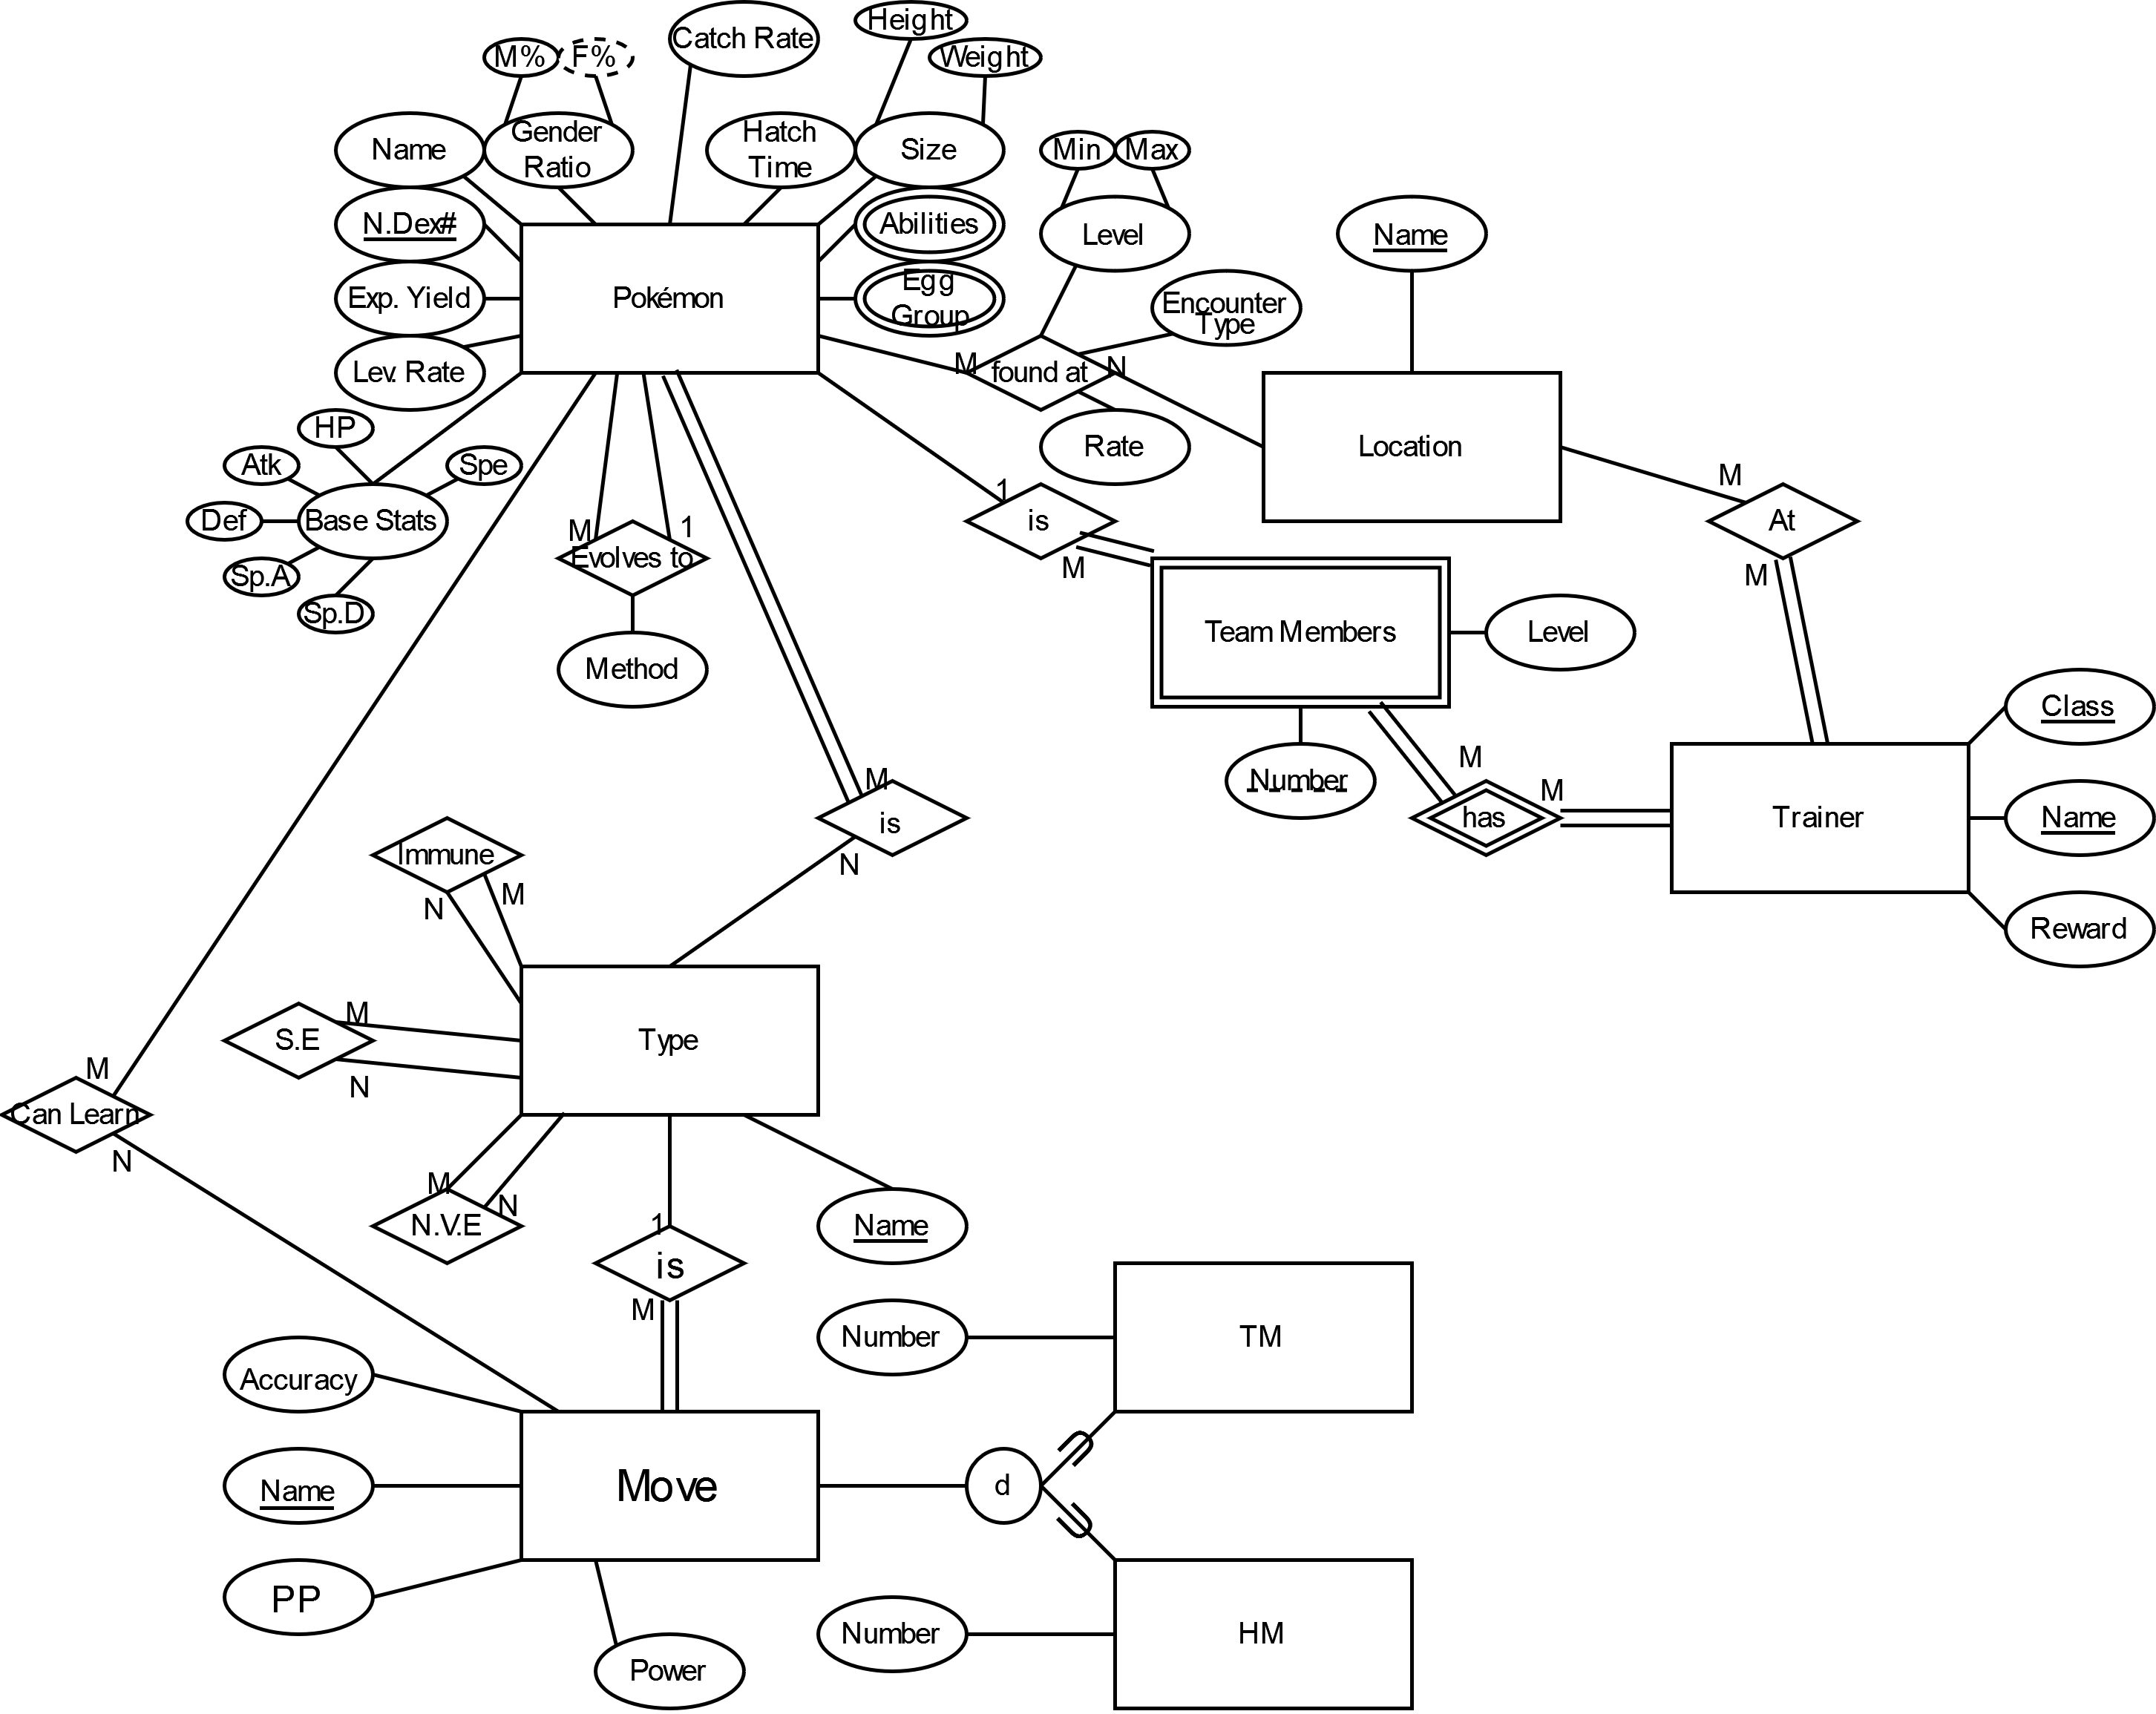 Height
Catch Rate
M%
F%
Weight
Name
Gender
Ratio
Hatch
Time
Size
Min
Max
N.Dex#
Abilities
Level
Name
Exp. Yield
Pokémon
Egg
Group
Encounter
Type
Lev. Rate
M
found at
N
HP
Rate
Location
Atk
Spe
M
1
Def
Base Stats
is
At
M
1
Evolves to
M
M
Sp.A
Sp.D
Team Members
Level
Method
Class
M
Number
M
M
has
Trainer
Name
is
Immune
N
M
N
Reward
M
S.E
Type
M
N
Can Learn
N
M
N
N.V.E
1
Name
is
M
Number
TM
Accuracy
Name
Move
d
PP
Number
HM
Power